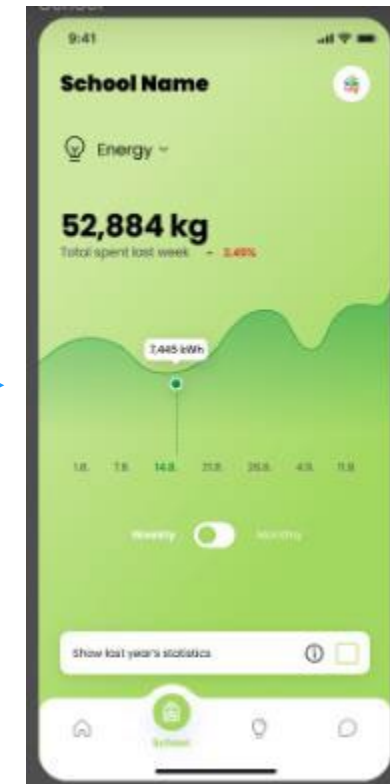 School
9:41
School Name
Energy
52,884 kg
Total spent last week - 3,49%
7,445 kWh
1.8. 7.8. 14.8. 21.8. 28.8. 4.9. 11.9.
Weekly Monthly
Show last year's statistics
School